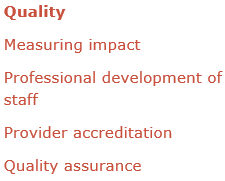 Quality
Measuring impact
Professional development of
staff
Provider accreditation
Quality assurance